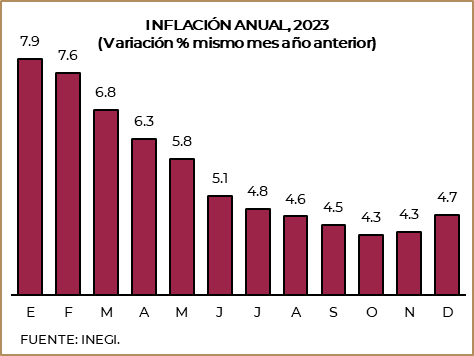 INFLACIÓN ANUAL, 2023
(Variación % mismo mes año anterior)
7.9 7.6 6.8 6.3 5.8 5.1 4.8 4.6 4.5 4.3 4.3 4.7
E F M A M J J A S O N D
FUENTE: INEGI.